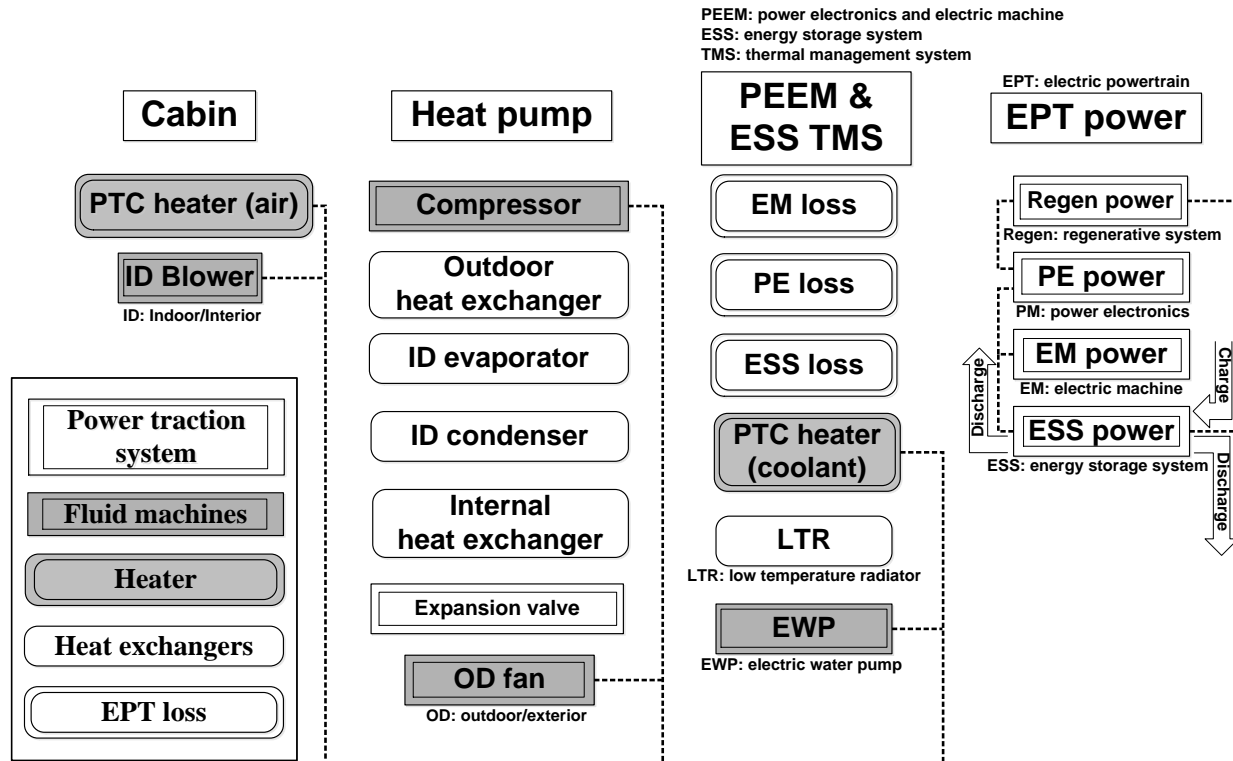 PEEM: power electronics and electric machine
ESS: energy storage system
TMS: thermal management system
Cabin
PTC heater (air)
ID Blower
ID: Indoor/Interior
Power traction
system
Fluid machines
Heater
Heat exchangers
EPT loss
Heat pump
Compressor
Outdoor
heat exchanger
ID evaporator
ID condenser
Internal
heat exchanger
Expansion valve
OD fan
OD: outdoor/exterior
PEEM &
ESS TMS
EM loss
PE loss
ESS loss
PTC heater
(coolant)
LTR
LTR: low temperature radiator
EWP
EWP: electric water pump
EPT: electric powertrain
EPT power
Regen power
Regen: regenerative system
PE power
PM: power electronics
EM power
EM: electric machine
ESS power
ESS: energy storage system
Discharge
Charge
Discharge